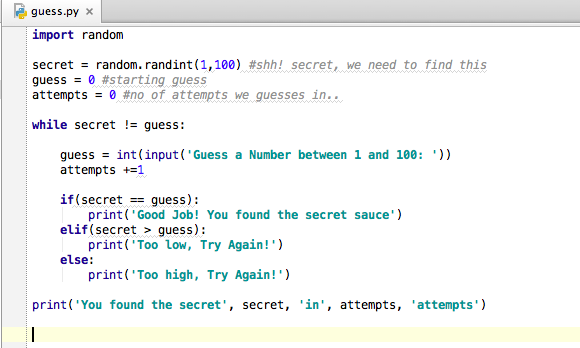 guess.py
import random
secret = random.randint(1,100) #shh! secret, we need to find this
guess = 0 #starting guess
attempts = 0 #no of attempts we guesses in..
while secret != guess:
    guess = int(input('Guess a Number between 1 and 100: '))
    attempts +=1
    if(secret == guess):
        print('Good Job! You found the secret sauce')
    elif(secret > guess):
        print('Too low, Try Again!')
    else:
        print('Too high, Try Again!')
print('You found the secret', secret, 'in', attempts, 'attempts')